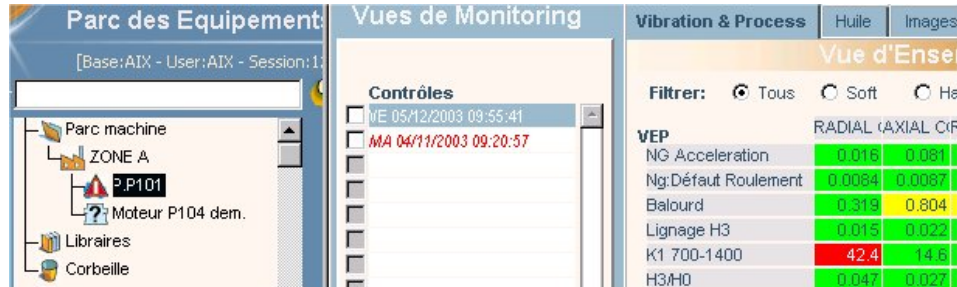 Parc des Equipement
[Base:AIX - User:AIX - Session:1
Parc machine
ZONE A
P.P101
Moteur P104 dem.
Libraires
Corbeille
Vues de Monitoring
Contrôles
VE 05/12/2003 09:55:41
MA 04/11/2003 09:20:57
Vibration & Process Huile Images
Vue d'Enser
Filtrer: Tous Soft Ha
VEP RADIAL (AXIAL C(F
NG Acceleration 0.016 0.081
Ng:Défaut Roulement 0.0084 0.0087
Balourd 0.319 0.804
Lignage H3 0.015 0.022
K1 700-1400 42.4 14.6
H3/H0 0.047 0.027